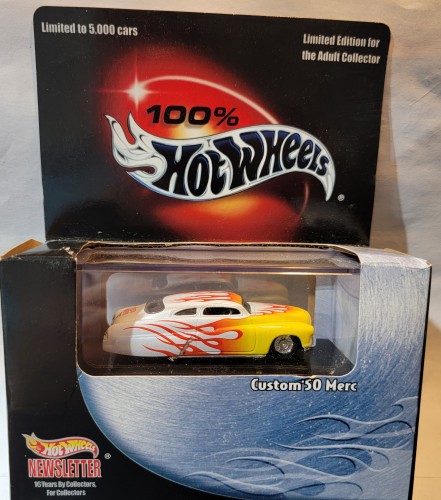 Limited to 5,000 cars
Limited Edition for
the Adult Collector
100%
Hot Wheels
®
Custom '50 Merc
Hot Wheels ®
NEWSLETTER
16 Years By Collectors,
For Collectors